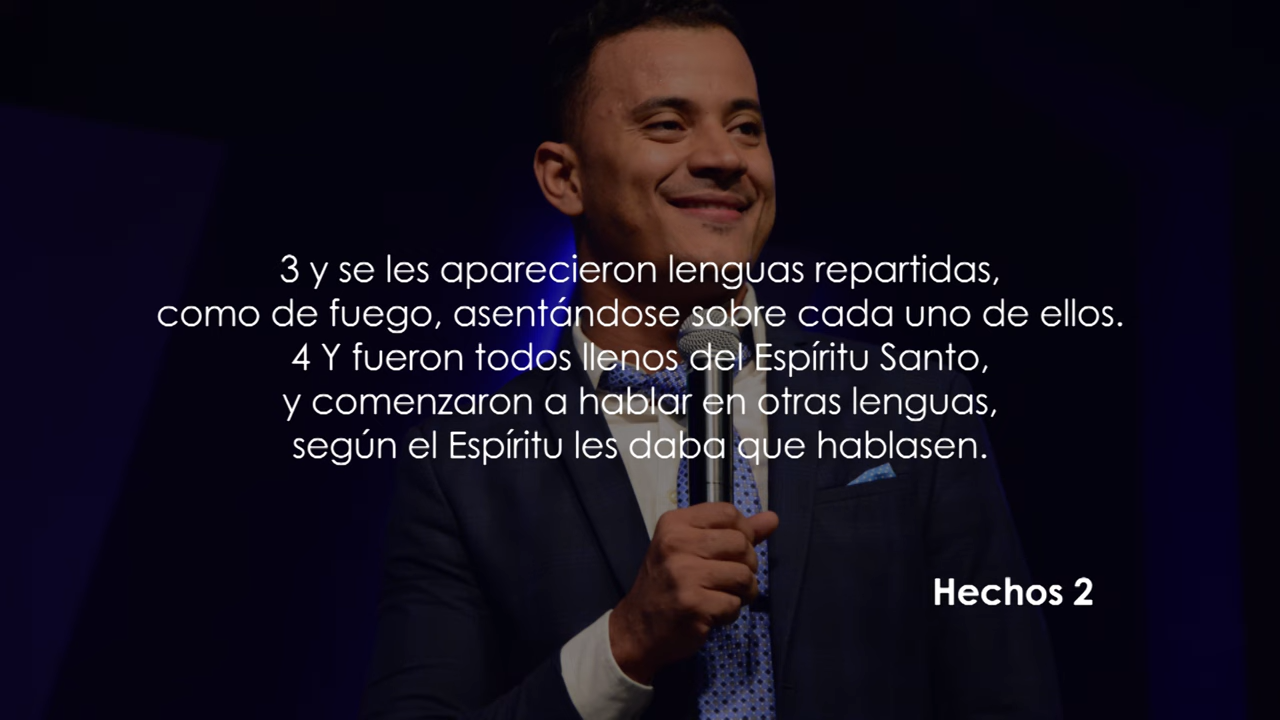 3 y se les aparecieron lenguas repartidas,
como de fuego, asentándose sobre cada uno de ellos.
4 Y fueron todos llenos del Espíritu Santo,
y comenzaron a hablar en otras lenguas,
según el Espíritu les daba que hablasen.
Hechos 2